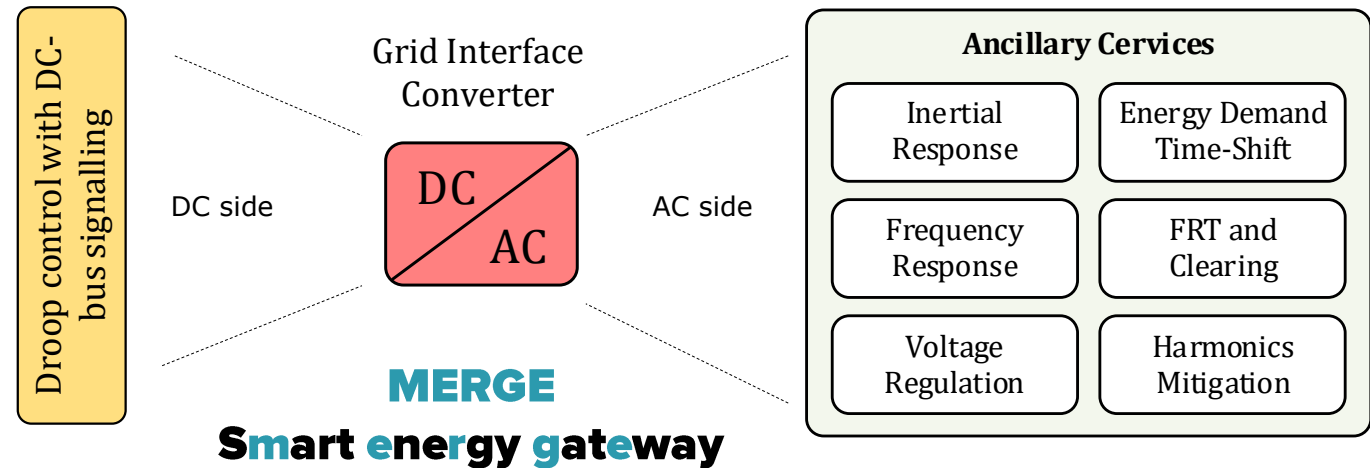 Droop control with DC-
bus signalling
DC side
Grid Interface
Converter
DC
AC
AC side
MERGE
Smart energy gateway
Ancillary Cervices
Inertial
Response
Energy Demand
Time-Shift
Frequency
Response
FRT and
Clearing
Voltage
Regulation
Harmonics
Mitigation